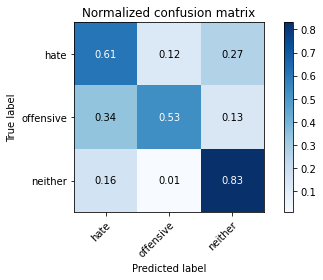 Normalized confusion matrix
True label
hate
offensive
neither
0.61 0.12 0.27
0.34 0.53 0.13
0.16 0.01 0.83
hate
offensive
neither
Predicted label
0.8
0.7
0.6
0.5
0.4
0.3
0.2
0.1